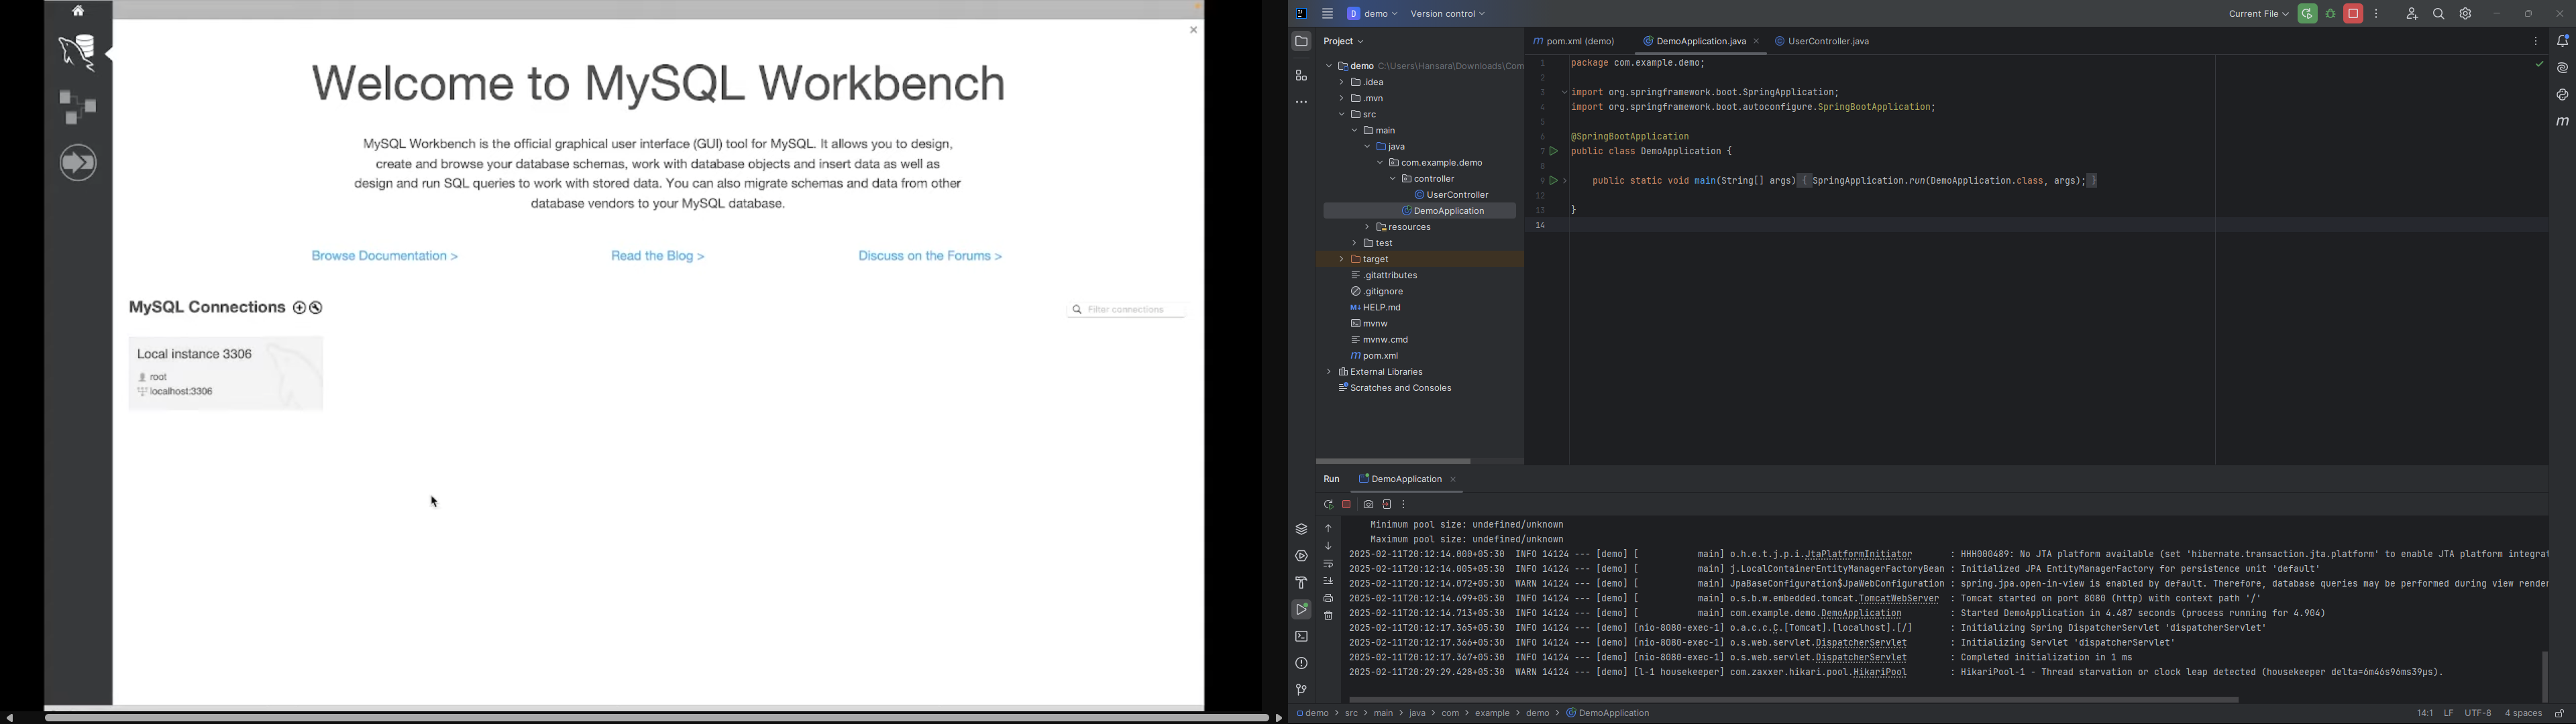 Welcome to MySQL Workbench
MySQL Workbench is the official graphical user interface (GUI) tool for MySQL. It allows you to design,
create and browse your database schemas, work with database objects and insert data as well as
design and run SQL queries to work with stored data. You can also migrate schemas and data from other
database vendors to your MySQL database.
Browse Documentation >
Read the Blog >
Discuss on the Forums >
MySQL Connections
Filter connections
Local instance 3306
root
localhost:3306
D demo Version control
Current File
Project
pom.xml (demo)
DemoApplication.java
UserController.java
demo C:\Users\Hansara\Downloads\Com
.idea
.mvn
src
main
java
com.example.demo
controller
UserController
DemoApplication
resources
test
target
.gitattributes
.gitignore
HELP.md
mvnw
mvnw.cmd
pom.xml
External Libraries
Scratches and Consoles
1 package com.example.demo;
2
3 import org.springframework.boot.SpringApplication;
4 import org.springframework.boot.autoconfigure.SpringBootApplication;
5
6 @SpringBootApplication
7 public class DemoApplication {
8
9 public static void main(String[] args) { SpringApplication.run(DemoApplication.class, args); }
12
13 }
14
Run DemoApplication
Minimum pool size: undefined/unknown
Maximum pool size: undefined/unknown
2025-02-11T20:12:14.000+05:30 INFO 14124 --- [demo] [ main] o.h.e.t.j.p.i.JtaPlatformInitiator : HHH000489: No JTA platform available (set 'hibernate.transaction.jta.platform' to enable JTA platform integrat
2025-02-11T20:12:14.005+05:30 INFO 14124 --- [demo] [ main] j.LocalContainerEntityManagerFactoryBean : Initialized JPA EntityManagerFactory for persistence unit 'default'
2025-02-11T20:12:14.072+05:30 WARN 14124 --- [demo] [ main] JpaBaseConfiguration$JpaWebConfiguration : spring.jpa.open-in-view is enabled by default. Therefore, database queries may be performed during view render
2025-02-11T20:12:14.699+05:30 INFO 14124 --- [demo] [ main] o.s.b.w.embedded.tomcat.TomcatWebServer : Tomcat started on port 8080 (http) with context path '/'
2025-02-11T20:12:14.713+05:30 INFO 14124 --- [demo] [ main] com.example.demo.DemoApplication : Started DemoApplication in 4.487 seconds (process running for 4.904)
2025-02-11T20:12:17.365+05:30 INFO 14124 --- [demo] [nio-8080-exec-1] o.a.c.c.C.[Tomcat].[localhost].[/] : Initializing Spring DispatcherServlet 'dispatcherServlet'
2025-02-11T20:12:17.366+05:30 INFO 14124 --- [demo] [nio-8080-exec-1] o.s.web.servlet.DispatcherServlet : Initializing Servlet 'dispatcherServlet'
2025-02-11T20:12:17.367+05:30 INFO 14124 --- [demo] [nio-8080-exec-1] o.s.web.servlet.DispatcherServlet : Completed initialization in 1 ms
2025-02-11T20:29:29.428+05:30 WARN 14124 --- [demo] [l-1 housekeeper] com.zaxxer.hikari.pool.HikariPool : HikariPool-1 - Thread starvation or clock leap detected (housekeeper delta=6m46s96ms39µs).
demo > src > main > java > com > example > demo > DemoApplication
14:1 LF UTF-8 4 spaces